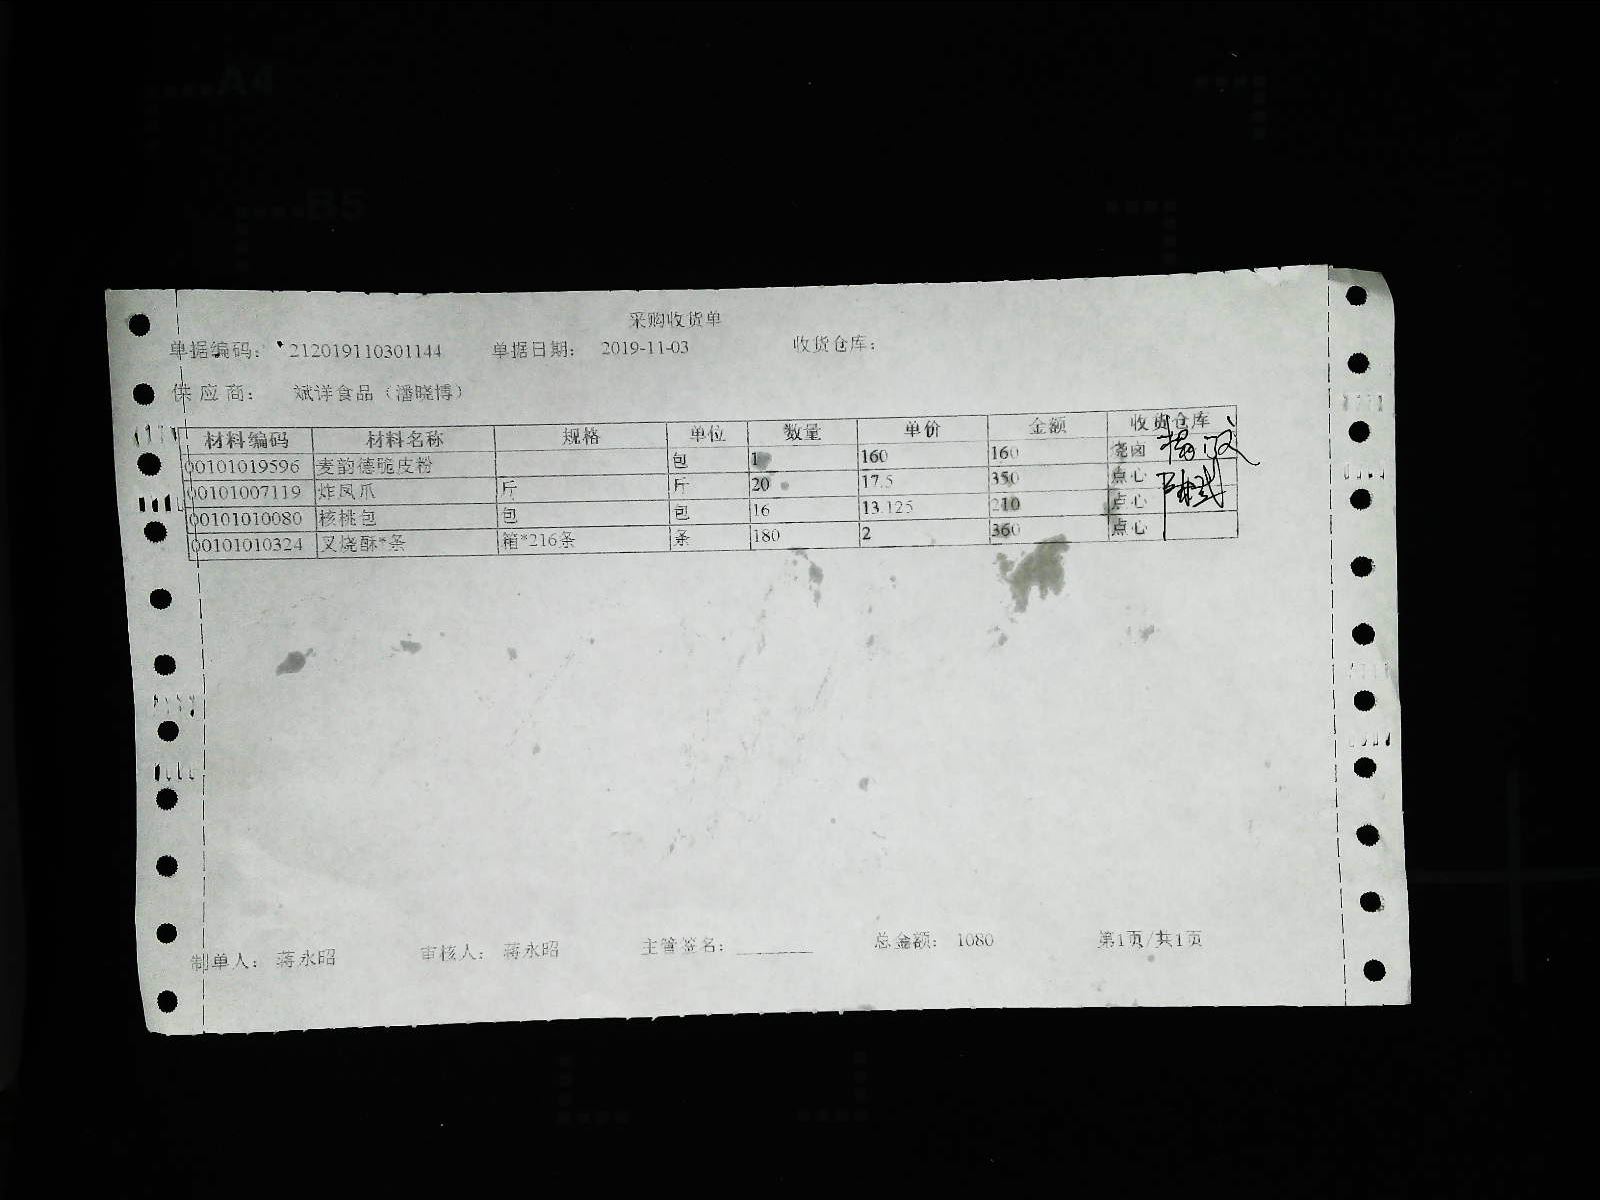 A4
B5
采购收货单
单据编码： 212019110301144 单据日期： 2019-11-03 收货仓库：
供应商： 斌详食品（潘晓博）
材料编码 材料名称 规格 单位 数量 单价 金额 收货仓库
00101019596 麦韵德脆皮粉 包 1 160 160 烧卤
00101007119 炸凤爪 斤 斤 20 17.5 350 点心
00101010080 核桃包 包 包 16 13.125 210 点心
00101010324 叉烧酥*条 箱*216条 条 180 2 360 点心
制单人： 蒋永昭 审核人： 蒋永昭 主管签名：________ 总金额： 1080 第1页/共1页